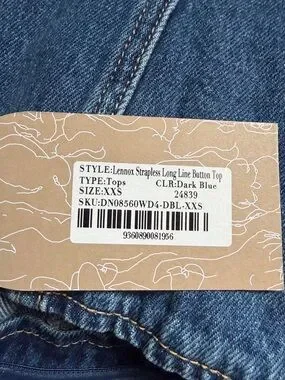 STYLE:Lennox Strapless Long Line Button Top
TYPE:Tops CLR:Dark Blue
SIZE:XXS 24839
SKU:DN08560WD4-DBL-XXS
9360890081956